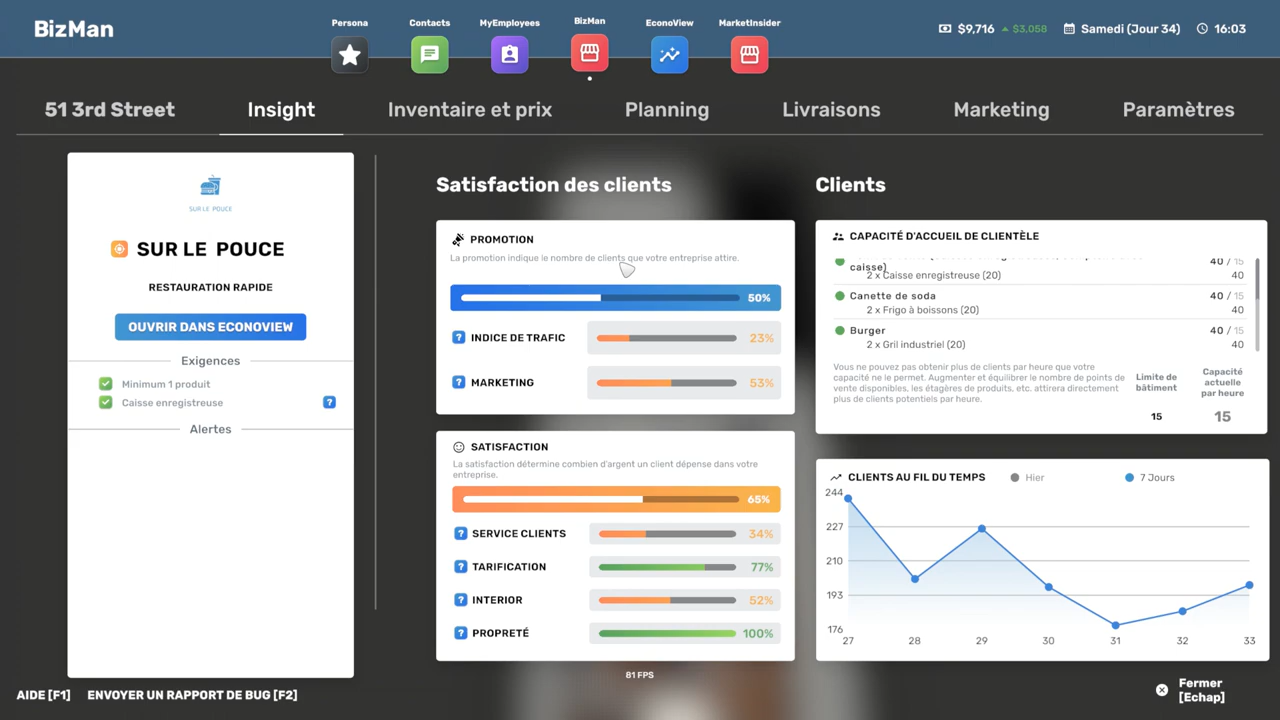 BizMan
Persona
Contacts
MyEmployees
BizMan
EconoView
MarketInsider
$9,716 $3,058 Samedi (Jour 34) 16:03
51 3rd Street
Insight
Inventaire et prix
Planning
Livraisons
Marketing
Paramètres
SUR LE POUCE
SUR LE POUCE
RESTAURATION RAPIDE
OUVRIR DANS ECONOVIEW
Exigences
Minimum 1 produit
Caisse enregistreuse ?
Alertes
Satisfaction des clients
PROMOTION
La promotion indique le nombre de clients que votre entreprise attire.
50%
? INDICE DE TRAFIC 23%
? MARKETING 53%
SATISFACTION
La satisfaction détermine combien d'argent un client dépense dans votre
entreprise.
65%
? SERVICE CLIENTS 34%
? TARIFICATION 77%
? INTERIOR 52%
? PROPRETÉ 100%
Clients
CAPACITÉ D'ACCUEIL DE CLIENTÈLE
40 / 15
caisse)
2 x Caisse enregistreuse (20) 40
Canette de soda 40 / 15
2 x Frigo à boissons (20) 40
Burger 40 / 15
2 x Gril industriel (20) 40
Vous ne pouvez pas obtenir plus de clients par heure que votre
capacité ne le permet. Augmenter et équilibrer le nombre de points de
vente disponibles, les étagères de produits, etc. attirera directement
plus de clients potentiels par heure.
Limite de
bâtiment
15
Capacité
actuelle
par heure
15
CLIENTS AU FIL DU TEMPS Hier 7 Jours
244
227
210
193
176
27 28 29 30 31 32 33
81 FPS
AIDE [F1] ENVOYER UN RAPPORT DE BUG [F2]
Fermer
[Echap]